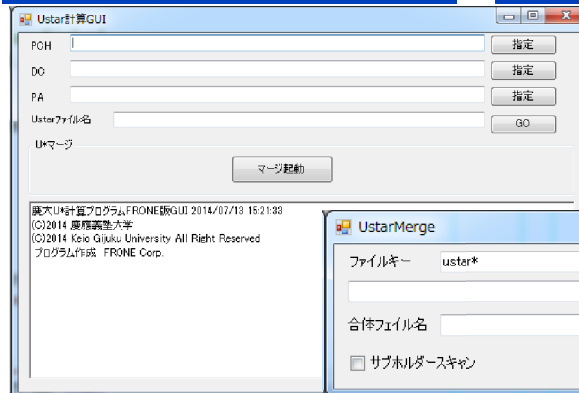 Ustar計算GUI
PCH
指定
DO
指定
PA
指定
Ustarファイル名
GO
U*マージ
マージ起動
慶大U*計算プログラムFRONE版GUI 2014/07/13 15:21:33
(C)2014 慶應義塾大学
(C)2014 Keio Gijuku University All Right Reserved
プログラム作成 FRONE Corp.
UstarMerge
ファイルキー
ustar*
合体フェイル名
サブホルダースキャン